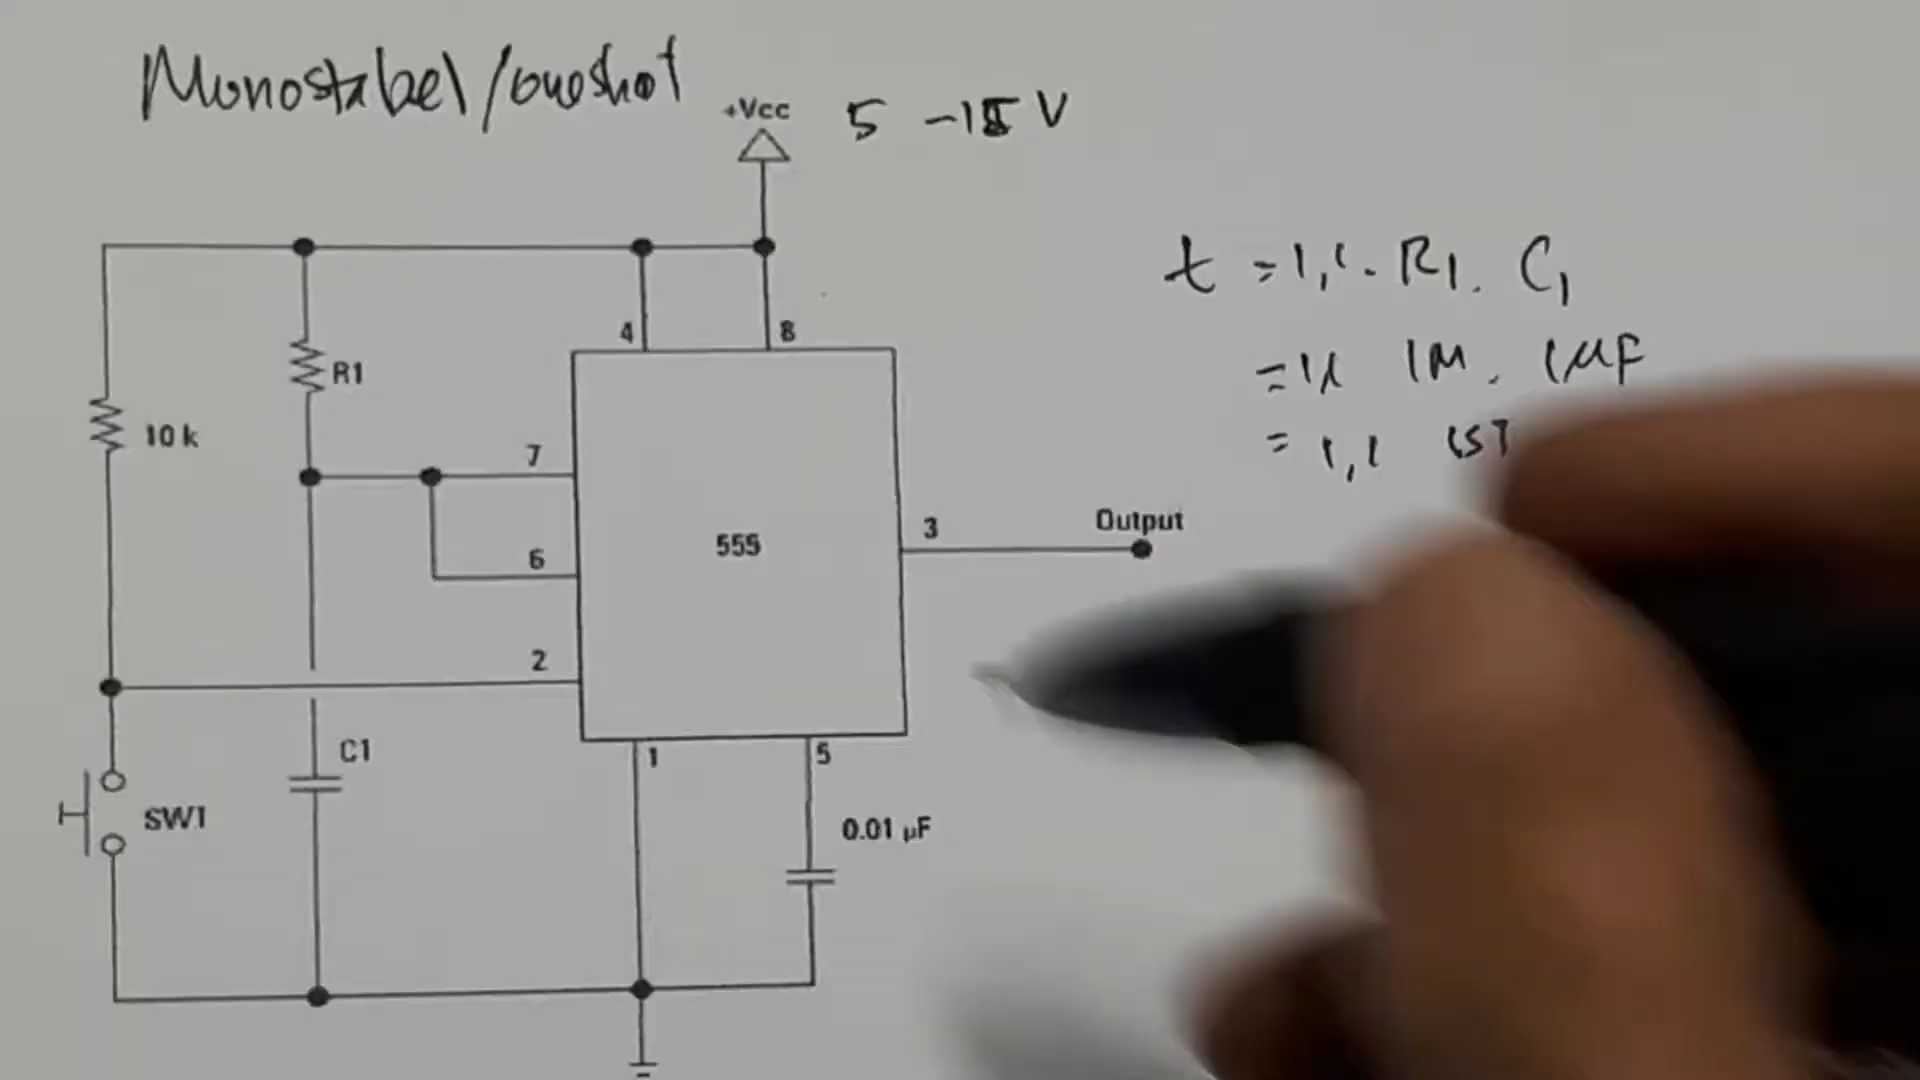 Monostabel/oneshot
+Vcc 5 - 15 V
t = 1,1. R1. C1
4 8
= 1,1 1M. 1µF
R1
10 k
= 1,1
7
3 Output
555
6
2
C1 1 5
SW1 0.01 µF